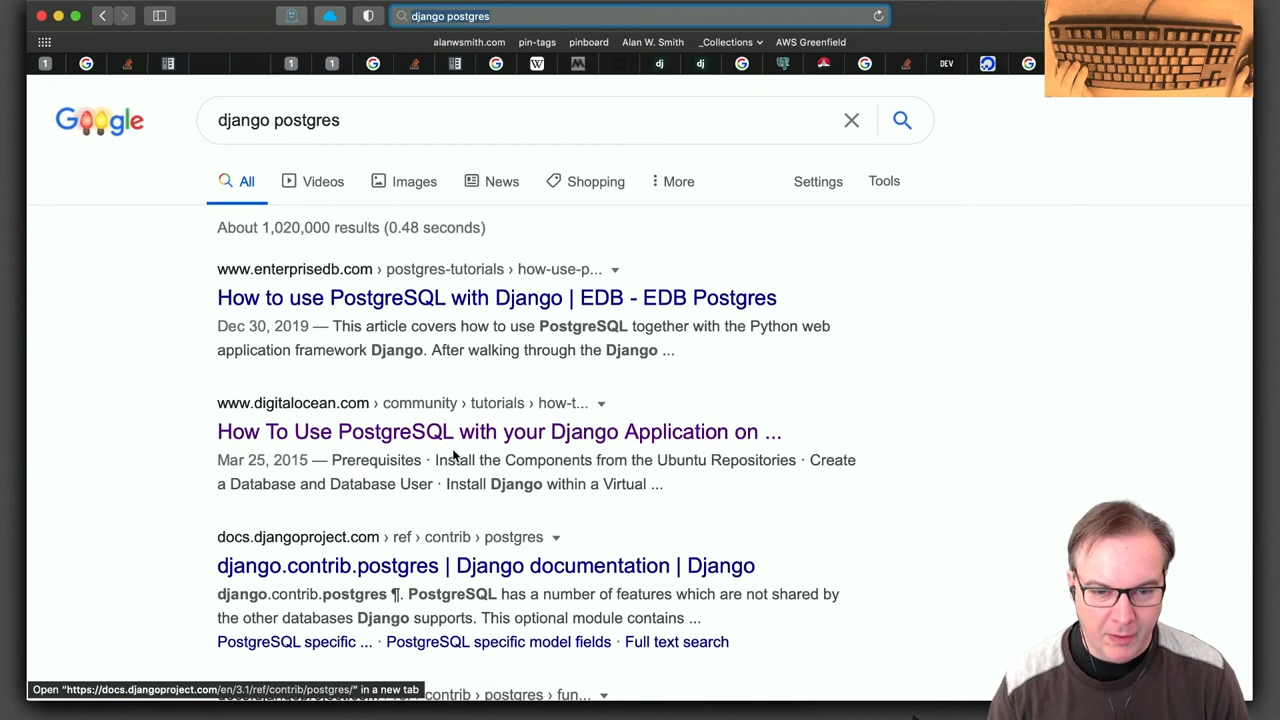 django postgres
alanwsmith.com pin-tags pinboard Alan W. Smith _Collections AWS Greenfield
1 1 1 W dj dj DEV
Google django postgres
All Videos Images News Shopping More Settings Tools
About 1,020,000 results (0.48 seconds)
www.enterprisedb.com › postgres-tutorials › how-use-p...
How to use PostgreSQL with Django | EDB - EDB Postgres
Dec 30, 2019 — This article covers how to use PostgreSQL together with the Python web
application framework Django. After walking through the Django ...
www.digitalocean.com › community › tutorials › how-t...
How To Use PostgreSQL with your Django Application on ...
Mar 25, 2015 — Prerequisites · Install the Components from the Ubuntu Repositories · Create
a Database and Database User · Install Django within a Virtual ...
docs.djangoproject.com › ref › contrib › postgres
django.contrib.postgres | Django documentation | Django
django.contrib.postgres ¶. PostgreSQL has a number of features which are not shared by
the other databases Django supports. This optional module contains ...
PostgreSQL specific ... · PostgreSQL specific model fields · Full text search
Open “https://docs.djangoproject.com/en/3.1/ref/contrib/postgres/” in a new tab
› contrib › postgres › fun...